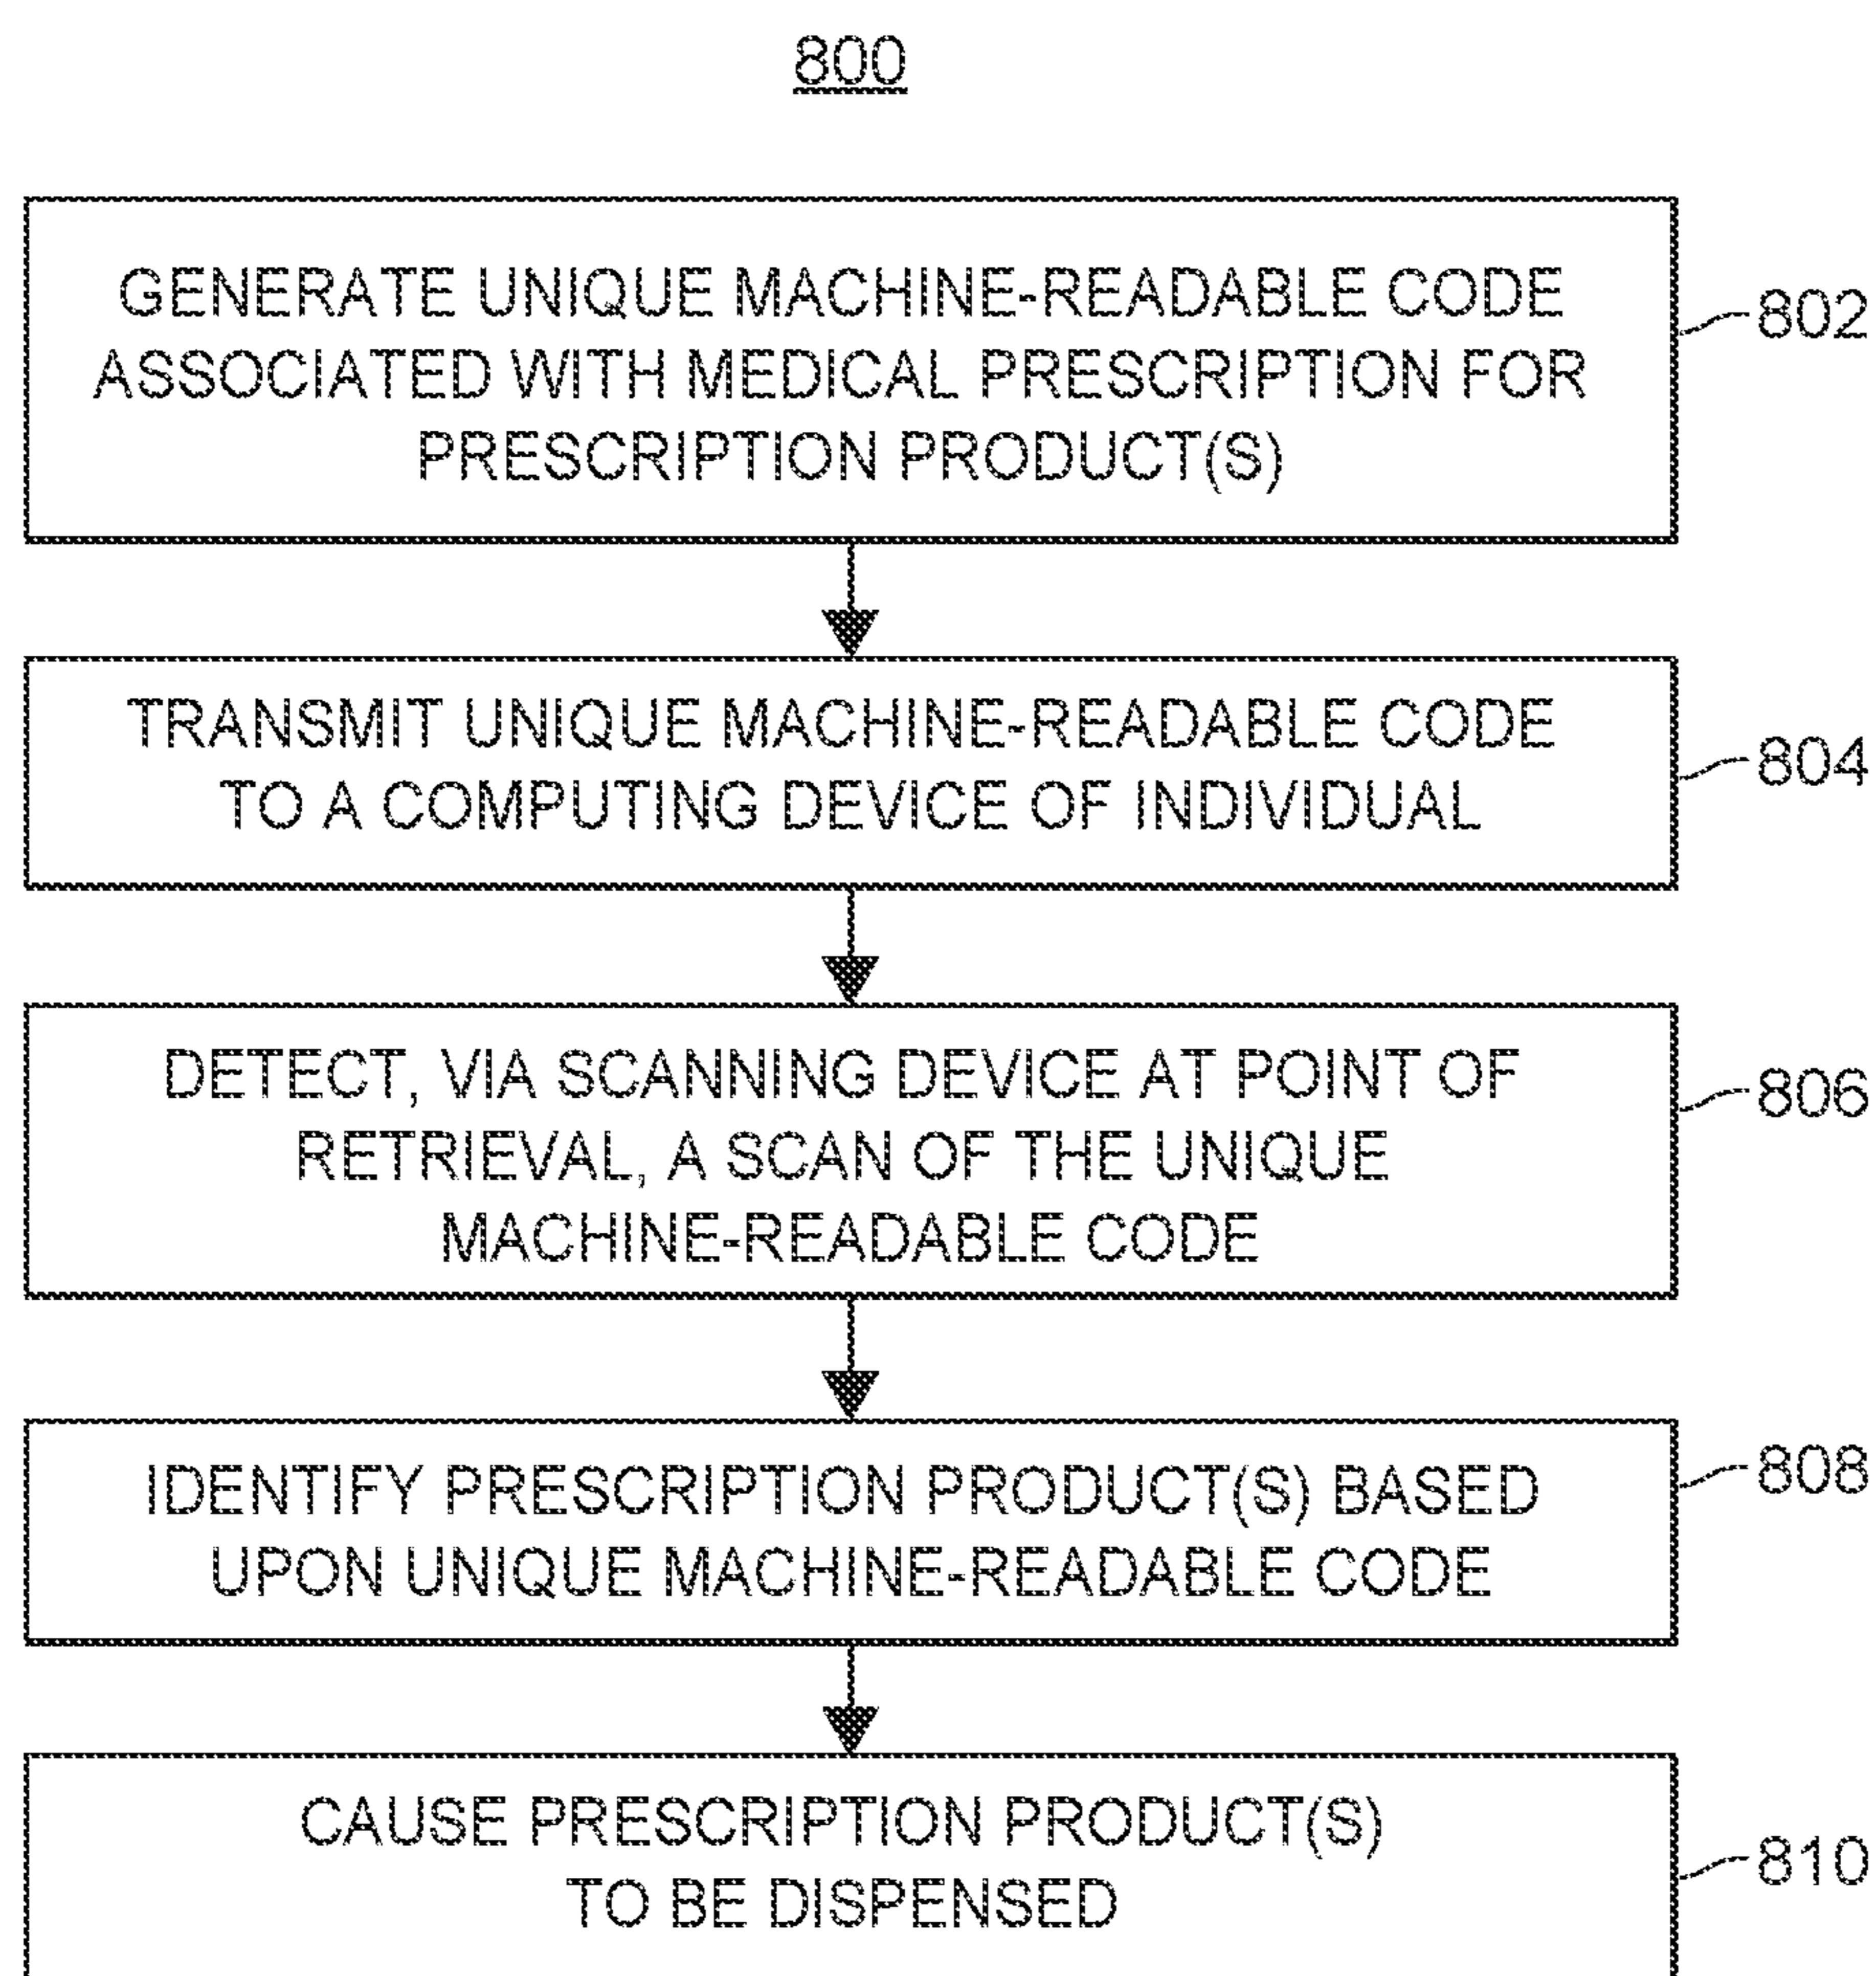 800
GENERATE UNIQUE MACHINE-READABLE CODE
ASSOCIATED WITH MEDICAL PRESCRIPTION FOR
PRESCRIPTION PRODUCT(S)
802
TRANSMIT UNIQUE MACHINE-READABLE CODE
TO A COMPUTING DEVICE OF INDIVIDUAL
804
DETECT, VIA SCANNING DEVICE AT POINT OF
RETRIEVAL, A SCAN OF THE UNIQUE
MACHINE-READABLE CODE
806
IDENTIFY PRESCRIPTION PRODUCT(S) BASED
UPON UNIQUE MACHINE-READABLE CODE
808
CAUSE PRESCRIPTION PRODUCT(S)
TO BE DISPENSED
810